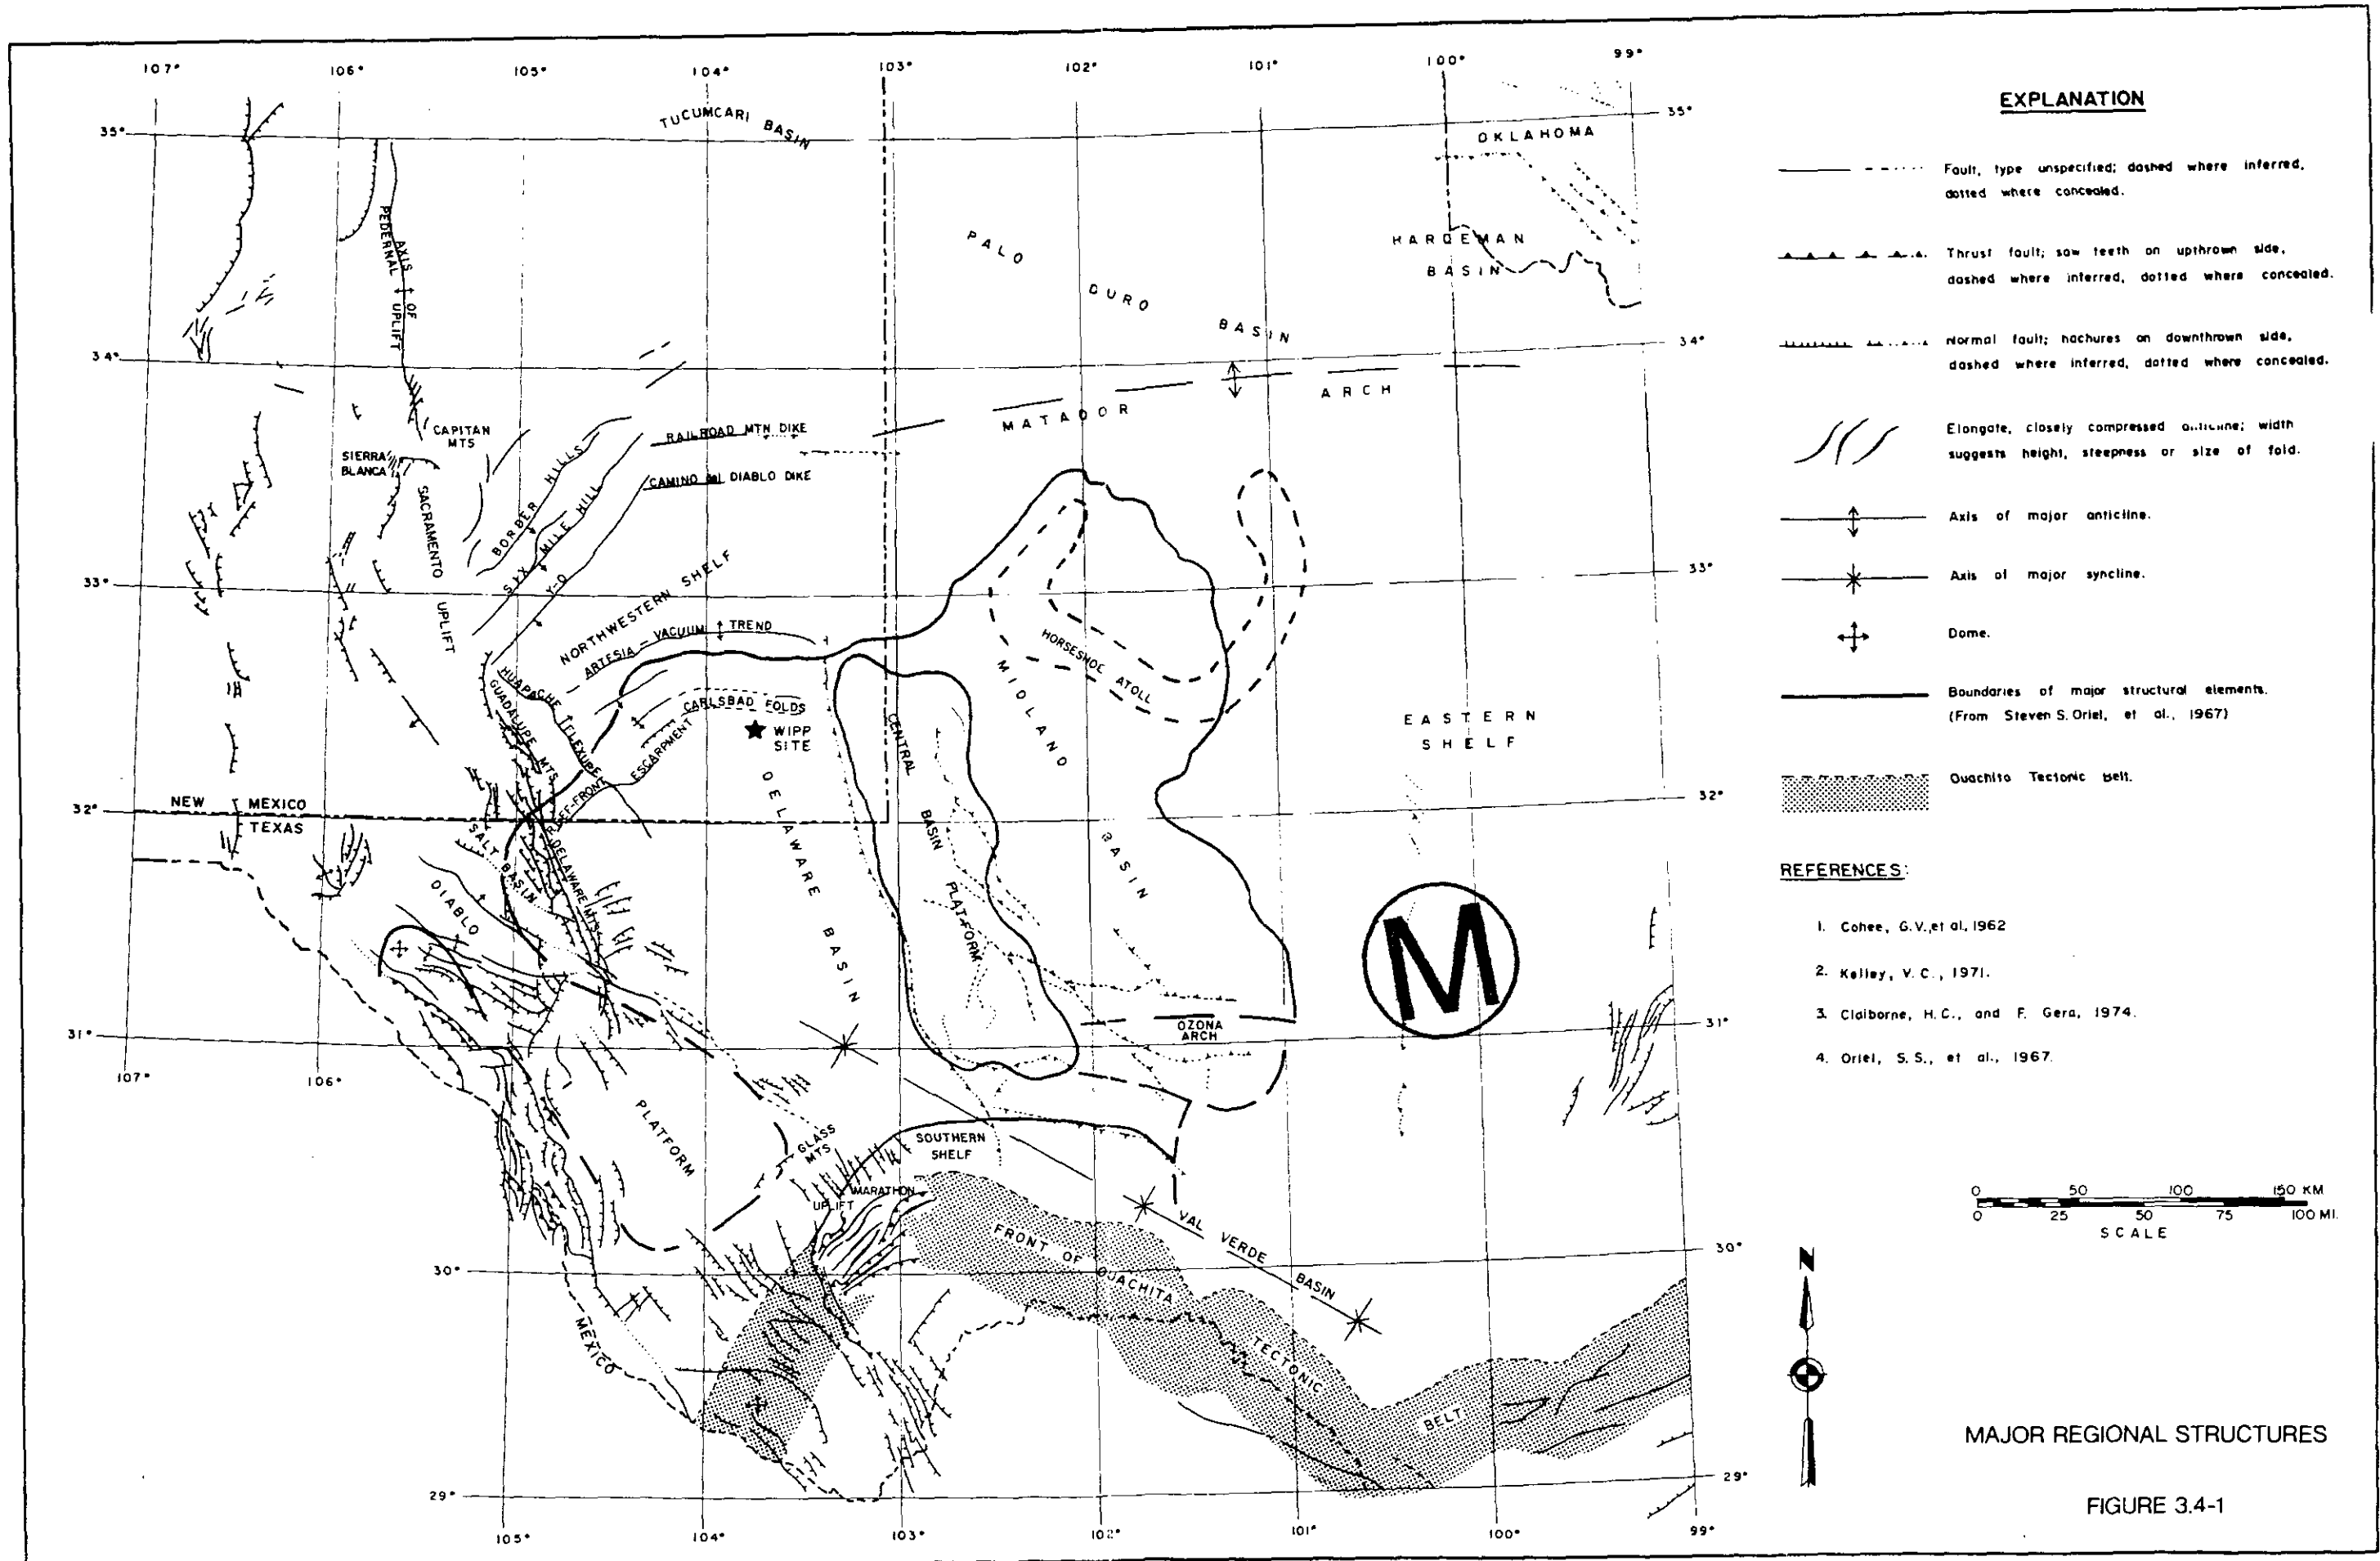 107°
106°
105°
104°
103°
102°
101°
100°
99°
TUCUMCARI BASIN
35°
35°
OKLAHOMA
PEDERNAL UPLIFT
AXIS OF
PALO DURO BASIN
HARDEMAN
BASIN
34°
34°
MATADOR ARCH
CAPITAN
MTS
SIERRA
BLANCA
RAILROAD MTN DIKE
CAMINO del DIABLO DIKE
BORDER HILLS
SIX MILE HILL
Y-O
SACRAMENTO UPLIFT
33°
33°
NORTHWESTERN SHELF
ARTESIA - VACUUM TREND
HORSESHOE ATOLL
HUAPACHE FLEXURE
GUADALUPE MTS
CARLSBAD FOLDS
WIPP
SITE
REEF-FRONT ESCARPMENT
CENTRAL BASIN PLATFORM
MIDLAND BASIN
EASTERN
SHELF
32°
32°
NEW MEXICO
TEXAS
DELAWARE BASIN
SALT BASIN
DELAWARE MTS
DIABLO PLATFORM
M
OZONA
ARCH
31°
31°
107°
106°
GLASS
MTS
SOUTHERN
SHELF
MARATHON
UPLIFT
VAL VERDE BASIN
FRONT OF OUACHITA TECTONIC BELT
30°
30°
MEXICO
29°
29°
105°
104°
103°
102°
101°
100°
99°
EXPLANATION
Fault, type unspecified; dashed where inferred,
dotted where concealed.
Thrust fault; saw teeth on upthrown side,
dashed where inferred, dotted where concealed.
Normal fault; hachures on downthrown side,
dashed where inferred, dotted where concealed.
Elongate, closely compressed anticline; width
suggests height, steepness or size of fold.
Axis of major anticline.
Axis of major syncline.
Dome.
Boundaries of major structural elements.
(From Steven S. Oriel, et al., 1967)
Ouachita Tectonic Belt.
REFERENCES:
1. Cohee, G.V., et al, 1962
2. Kelley, V.C., 1971.
3. Claiborne, H.C., and F. Gera, 1974.
4. Oriel, S.S., et al., 1967.
0 50 100 150 KM
0 25 50 75 100 MI.
SCALE
N
MAJOR REGIONAL STRUCTURES
FIGURE 3.4-1